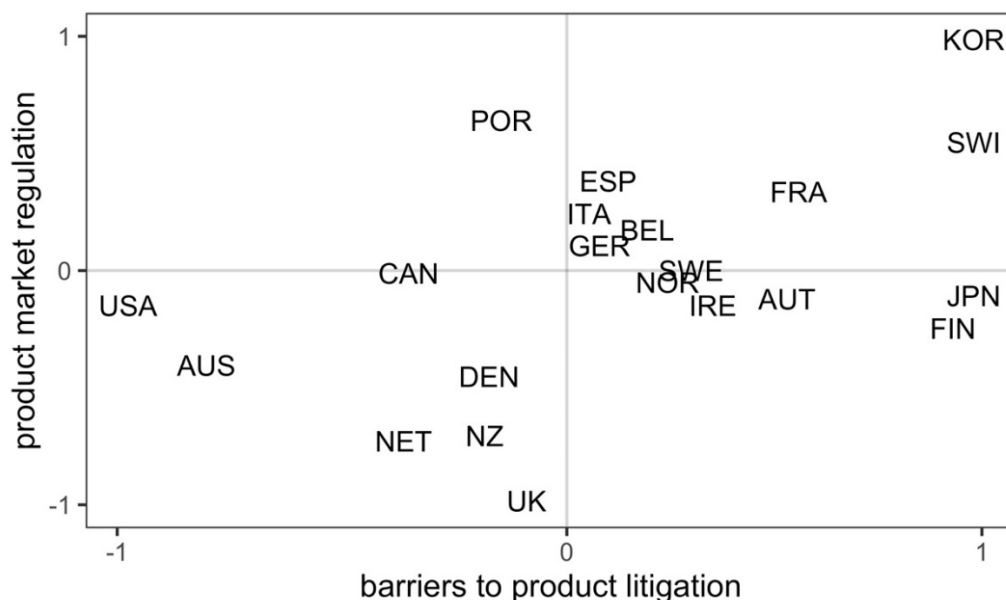 1
KOR
POR
SWI
ESP
FRA
ITA
BEL
GER
0
CAN
SWE
NOR
USA
IRE
AUT
JPN
FIN
AUS
DEN
NET
NZ
-1
UK
product market regulation
-1
0
1
barriers to product litigation